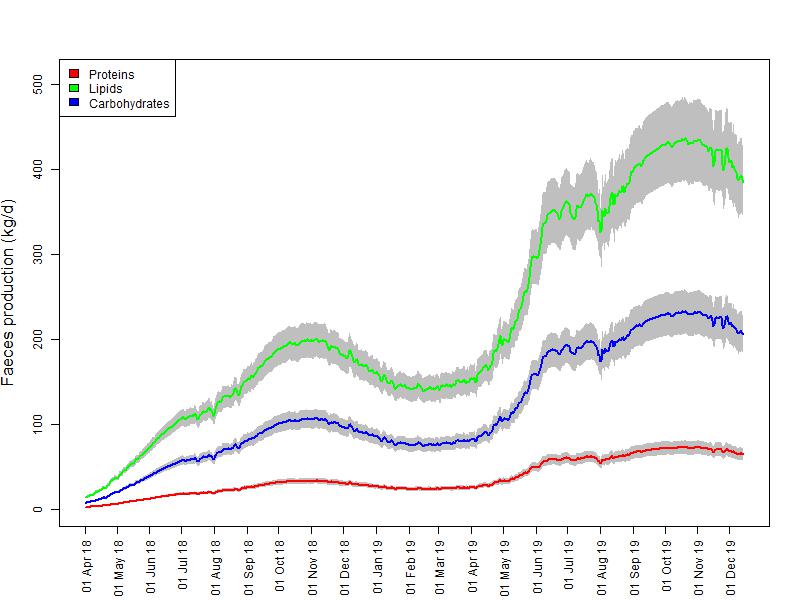 Proteins
Lipids
Carbohydrates
Faeces production (kg/d)
500
400
300
200
100
0
01 Apr 18
01 May 18
01 Jun 18
01 Jul 18
01 Aug 18
01 Sep 18
01 Oct 18
01 Nov 18
01 Dec 18
01 Jan 19
01 Feb 19
01 Mar 19
01 Apr 19
01 May 19
01 Jun 19
01 Jul 19
01 Aug 19
01 Sep 19
01 Oct 19
01 Nov 19
01 Dec 19